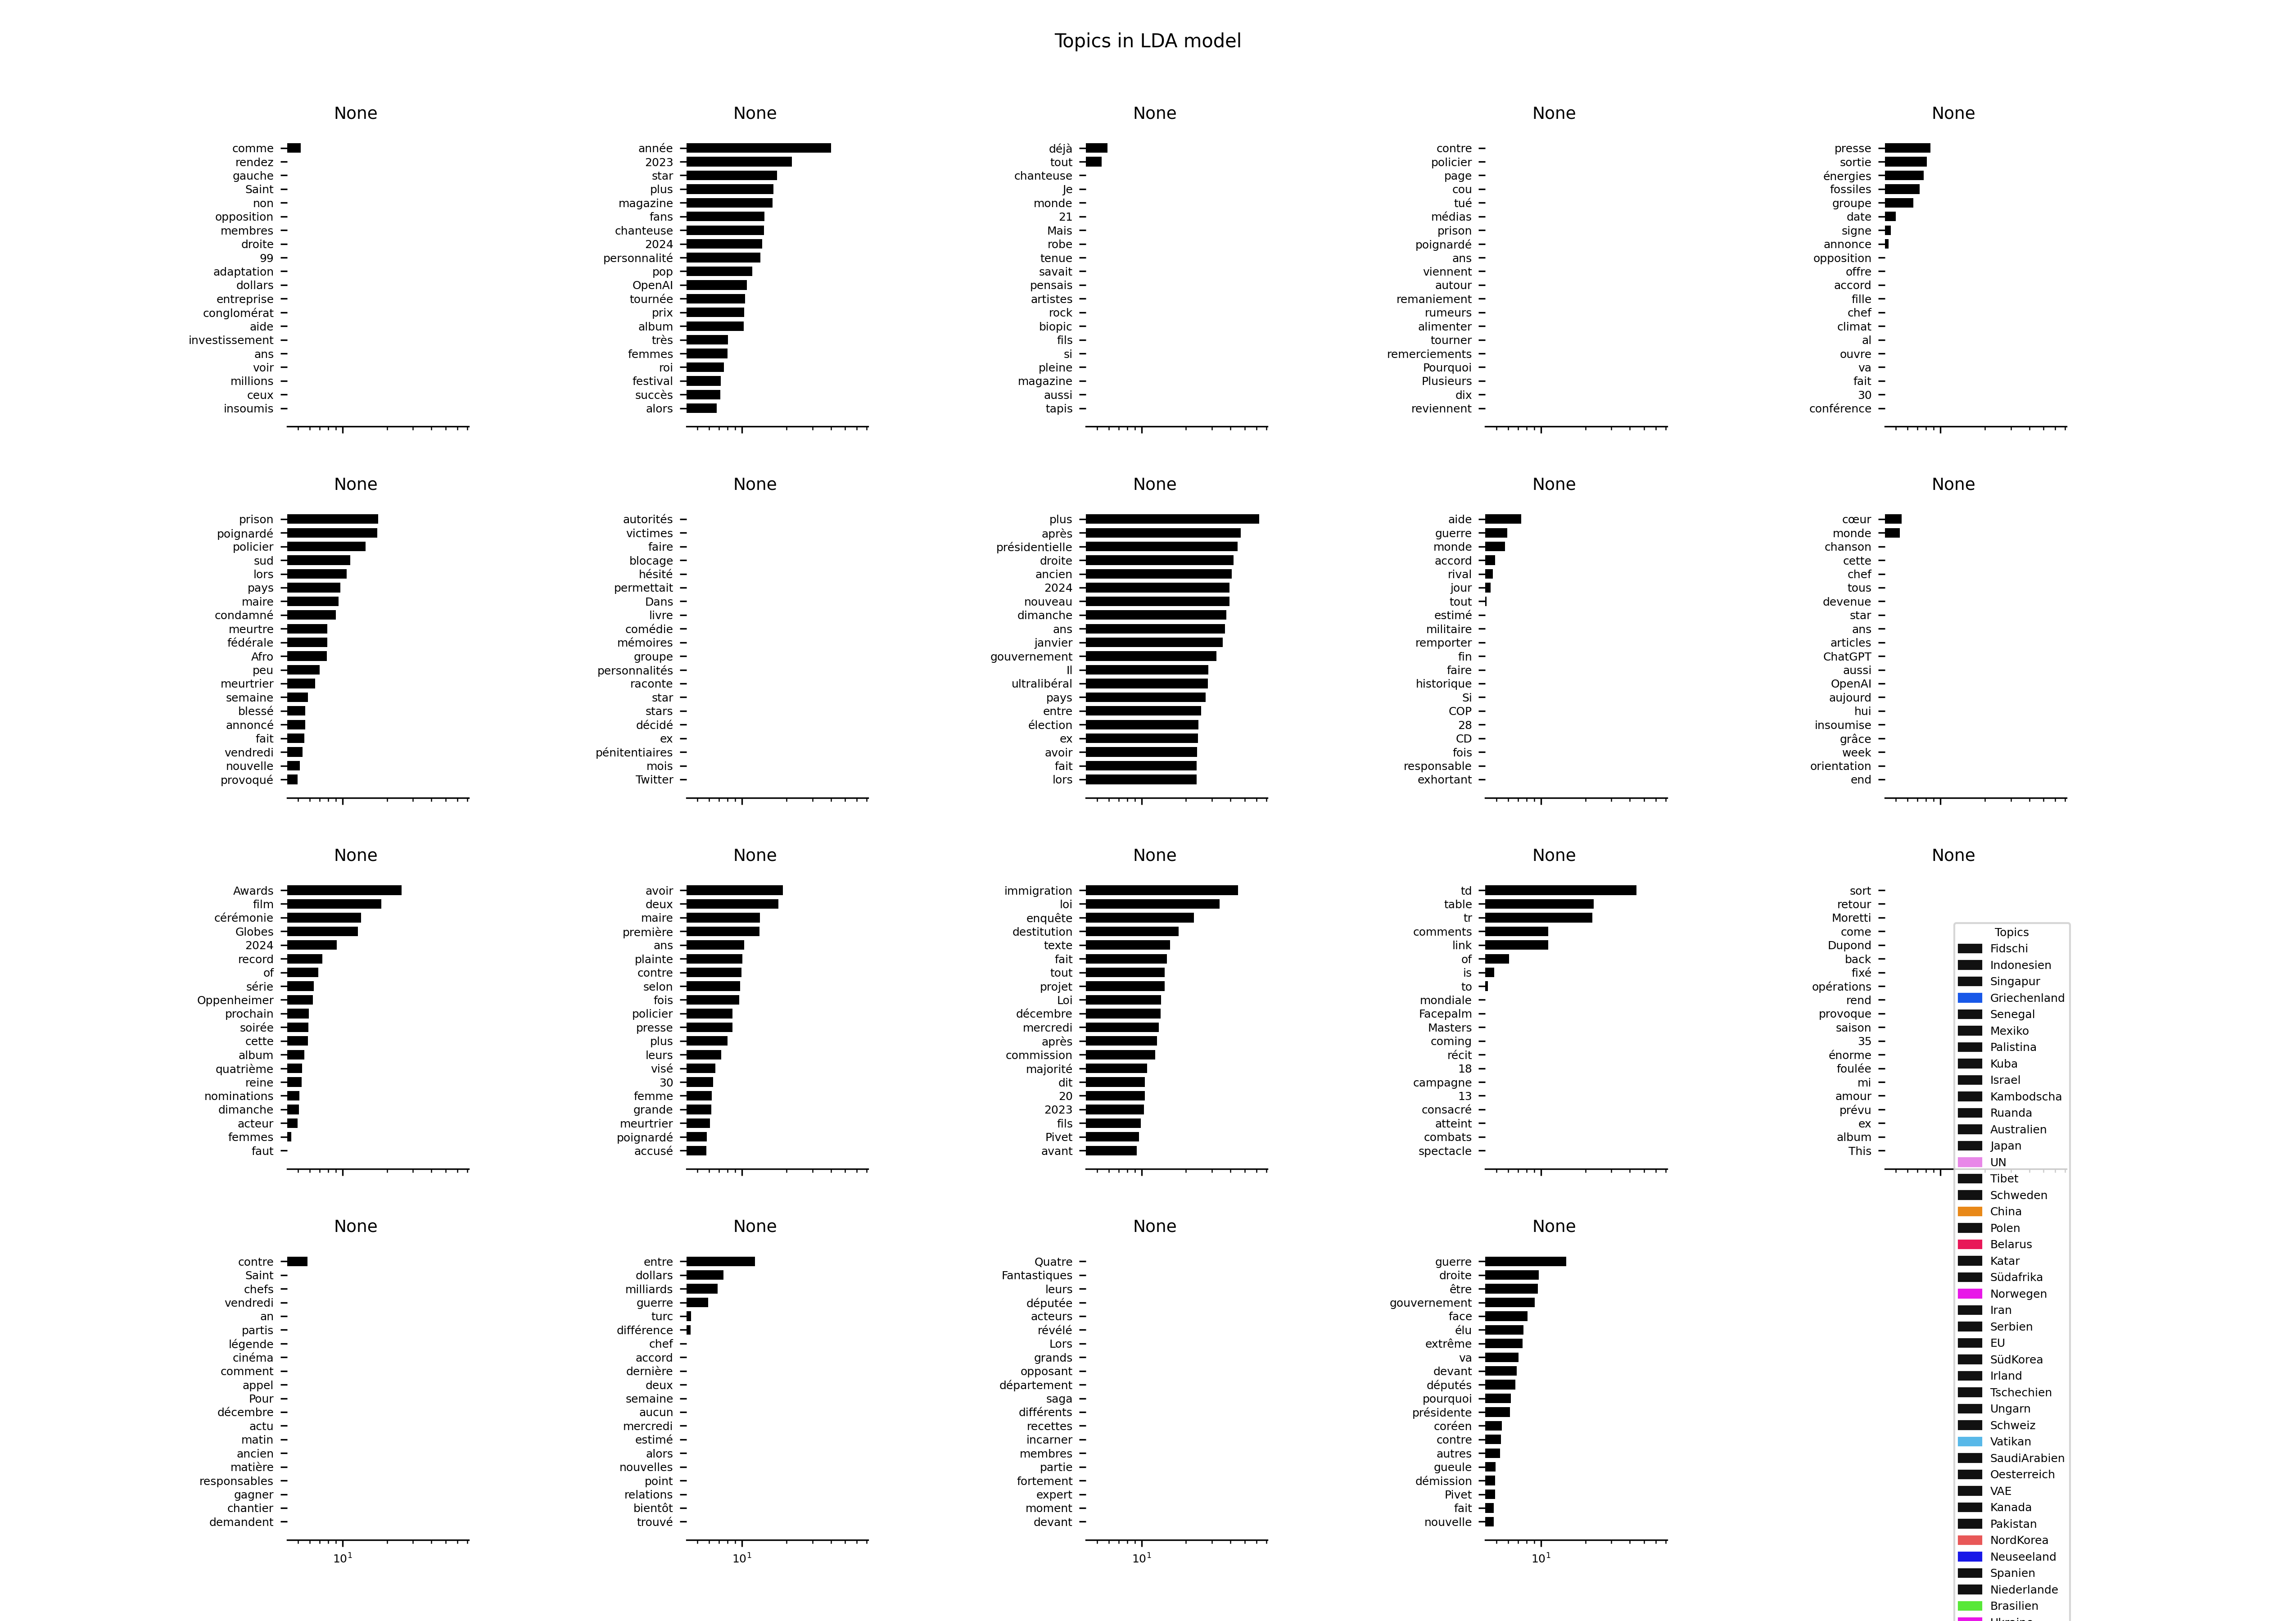 Topics in LDA model
None
comme
rendez
gauche
Saint
non
opposition
membres
droite
99
adaptation
dollars
entreprise
conglomérat
aide
investissement
ans
voir
millions
ceux
insoumis
None
année
2023
star
plus
magazine
fans
chanteuse
2024
personnalité
pop
OpenAI
tournée
prix
album
très
femmes
roi
festival
succès
alors
None
déjà
tout
chanteuse
Je
monde
21
Mais
robe
tenue
savait
pensais
artistes
rock
biopic
fils
si
pleine
magazine
aussi
tapis
None
contre
policier
page
cou
tué
médias
prison
poignardé
ans
viennent
autour
remaniement
rumeurs
alimenter
tourner
remerciements
Pourquoi
Plusieurs
dix
reviennent
None
presse
sortie
énergies
fossiles
groupe
date
signe
annonce
opposition
offre
accord
fille
chef
climat
al
ouvre
va
fait
30
conférence
None
prison
poignardé
policier
sud
lors
pays
maire
condamné
meurtre
fédérale
Afro
peu
meurtrier
semaine
blessé
annoncé
fait
vendredi
nouvelle
provoqué
None
autorités
victimes
faire
blocage
hésité
permettait
Dans
livre
comédie
mémoires
groupe
personnalités
raconte
star
stars
décidé
ex
pénitentiaires
mois
Twitter
None
plus
après
présidentielle
droite
ancien
2024
nouveau
dimanche
ans
janvier
gouvernement
Il
ultralibéral
pays
entre
élection
ex
avoir
fait
lors
None
aide
guerre
monde
accord
rival
jour
tout
estimé
militaire
remporter
fin
faire
historique
Si
COP
28
CD
fois
responsable
exhortant
None
cœur
monde
chanson
cette
chef
tous
devenue
star
ans
articles
ChatGPT
aussi
OpenAI
aujourd
hui
insoumise
grâce
week
orientation
end
None
Awards
film
cérémonie
Globes
2024
record
of
série
Oppenheimer
prochain
soirée
cette
album
quatrième
reine
nominations
dimanche
acteur
femmes
faut
None
avoir
deux
maire
première
ans
plainte
contre
selon
fois
policier
presse
plus
leurs
visé
30
femme
grande
meurtrier
poignardé
accusé
None
immigration
loi
enquête
destitution
texte
fait
tout
projet
Loi
décembre
mercredi
après
commission
majorité
dit
20
2023
fils
Pivet
avant
None
td
table
tr
comments
link
of
is
to
mondiale
Facepalm
Masters
coming
récit
18
campagne
13
consacré
atteint
combats
spectacle
None
sort
retour
Moretti
come
Dupond
back
fixé
opérations
rend
provoque
saison
35
énorme
foulée
mi
amour
prévu
ex
album
This
None
contre
Saint
chefs
vendredi
an
partis
légende
cinéma
comment
appel
Pour
décembre
actu
matin
ancien
matière
responsables
gagner
chantier
demandent
10¹
None
entre
dollars
milliards
guerre
turc
différence
chef
accord
dernière
deux
semaine
aucun
mercredi
estimé
alors
nouvelles
point
relations
bientôt
trouvé
10¹
None
Quatre
Fantastiques
leurs
députée
acteurs
révélé
Lors
grands
opposant
département
saga
différents
recettes
incarner
membres
partie
fortement
expert
moment
devant
10¹
None
guerre
droite
être
gouvernement
face
élu
extrême
va
devant
députés
pourquoi
présidente
coréen
contre
autres
gueule
démission
Pivet
fait
nouvelle
10¹
Topics
Fidschi
Indonesien
Singapur
Griechenland
Senegal
Mexiko
Palistina
Kuba
Israel
Kambodscha
Ruanda
Australien
Japan
UN
Tibet
Schweden
China
Polen
Belarus
Katar
Südafrika
Norwegen
Iran
Serbien
EU
SüdKorea
Irland
Tschechien
Ungarn
Schweiz
Vatikan
SaudiArabien
Oesterreich
VAE
Kanada
Pakistan
NordKorea
Neuseeland
Spanien
Niederlande
Brasilien